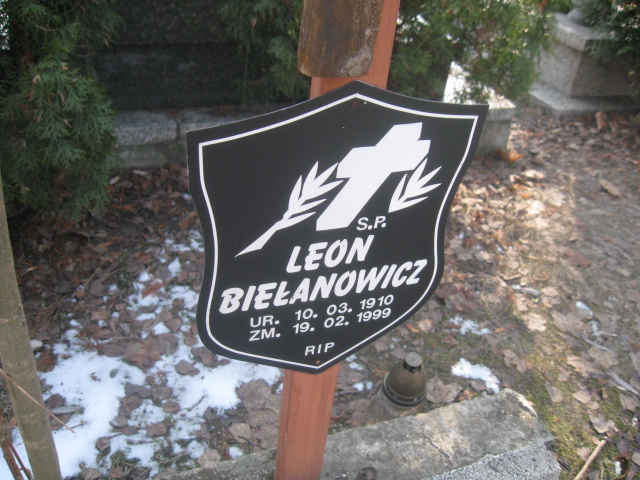 S.P.
LEON
BIEŁANOWICZ
UR. 10. 03. 1910
ZM. 19. 02. 1999
RIP